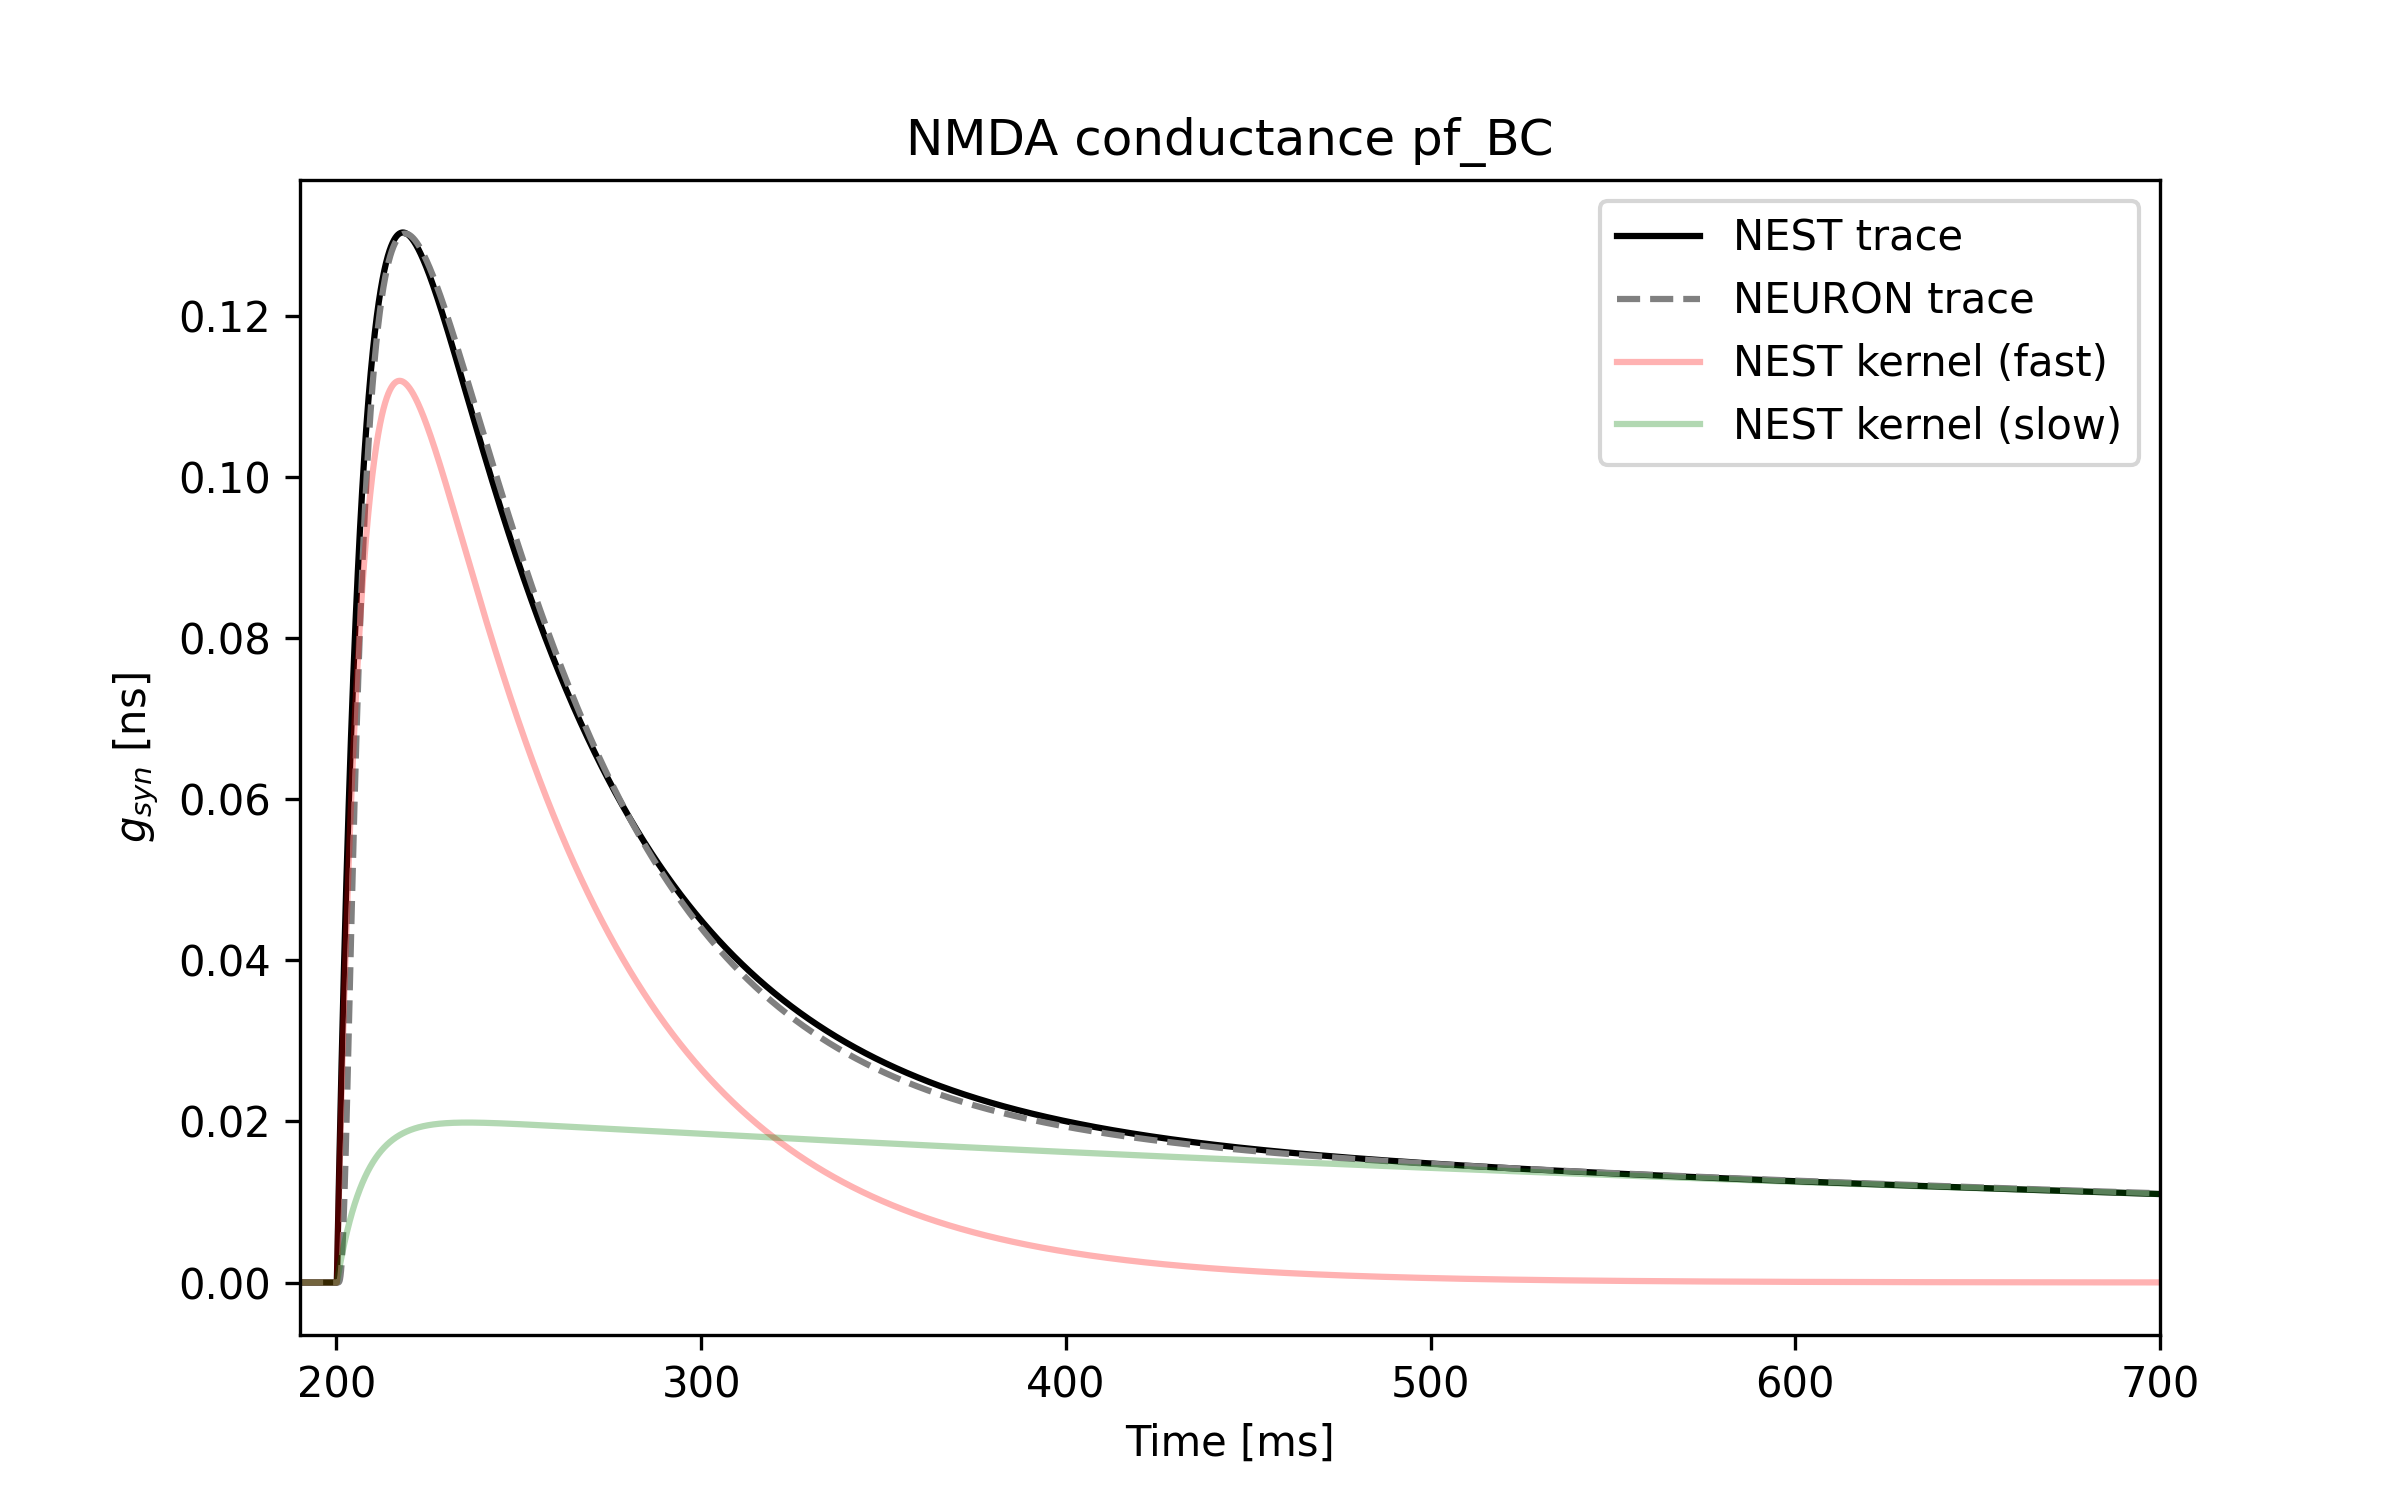 NMDA conductance pf_BC
NEST trace
NEURON trace
NEST kernel (fast)
NEST kernel (slow)
0.12
0.10
0.08
0.06
0.04
0.02
0.00
gsyn [ns]
200 300 400 500 600 700
Time [ms]